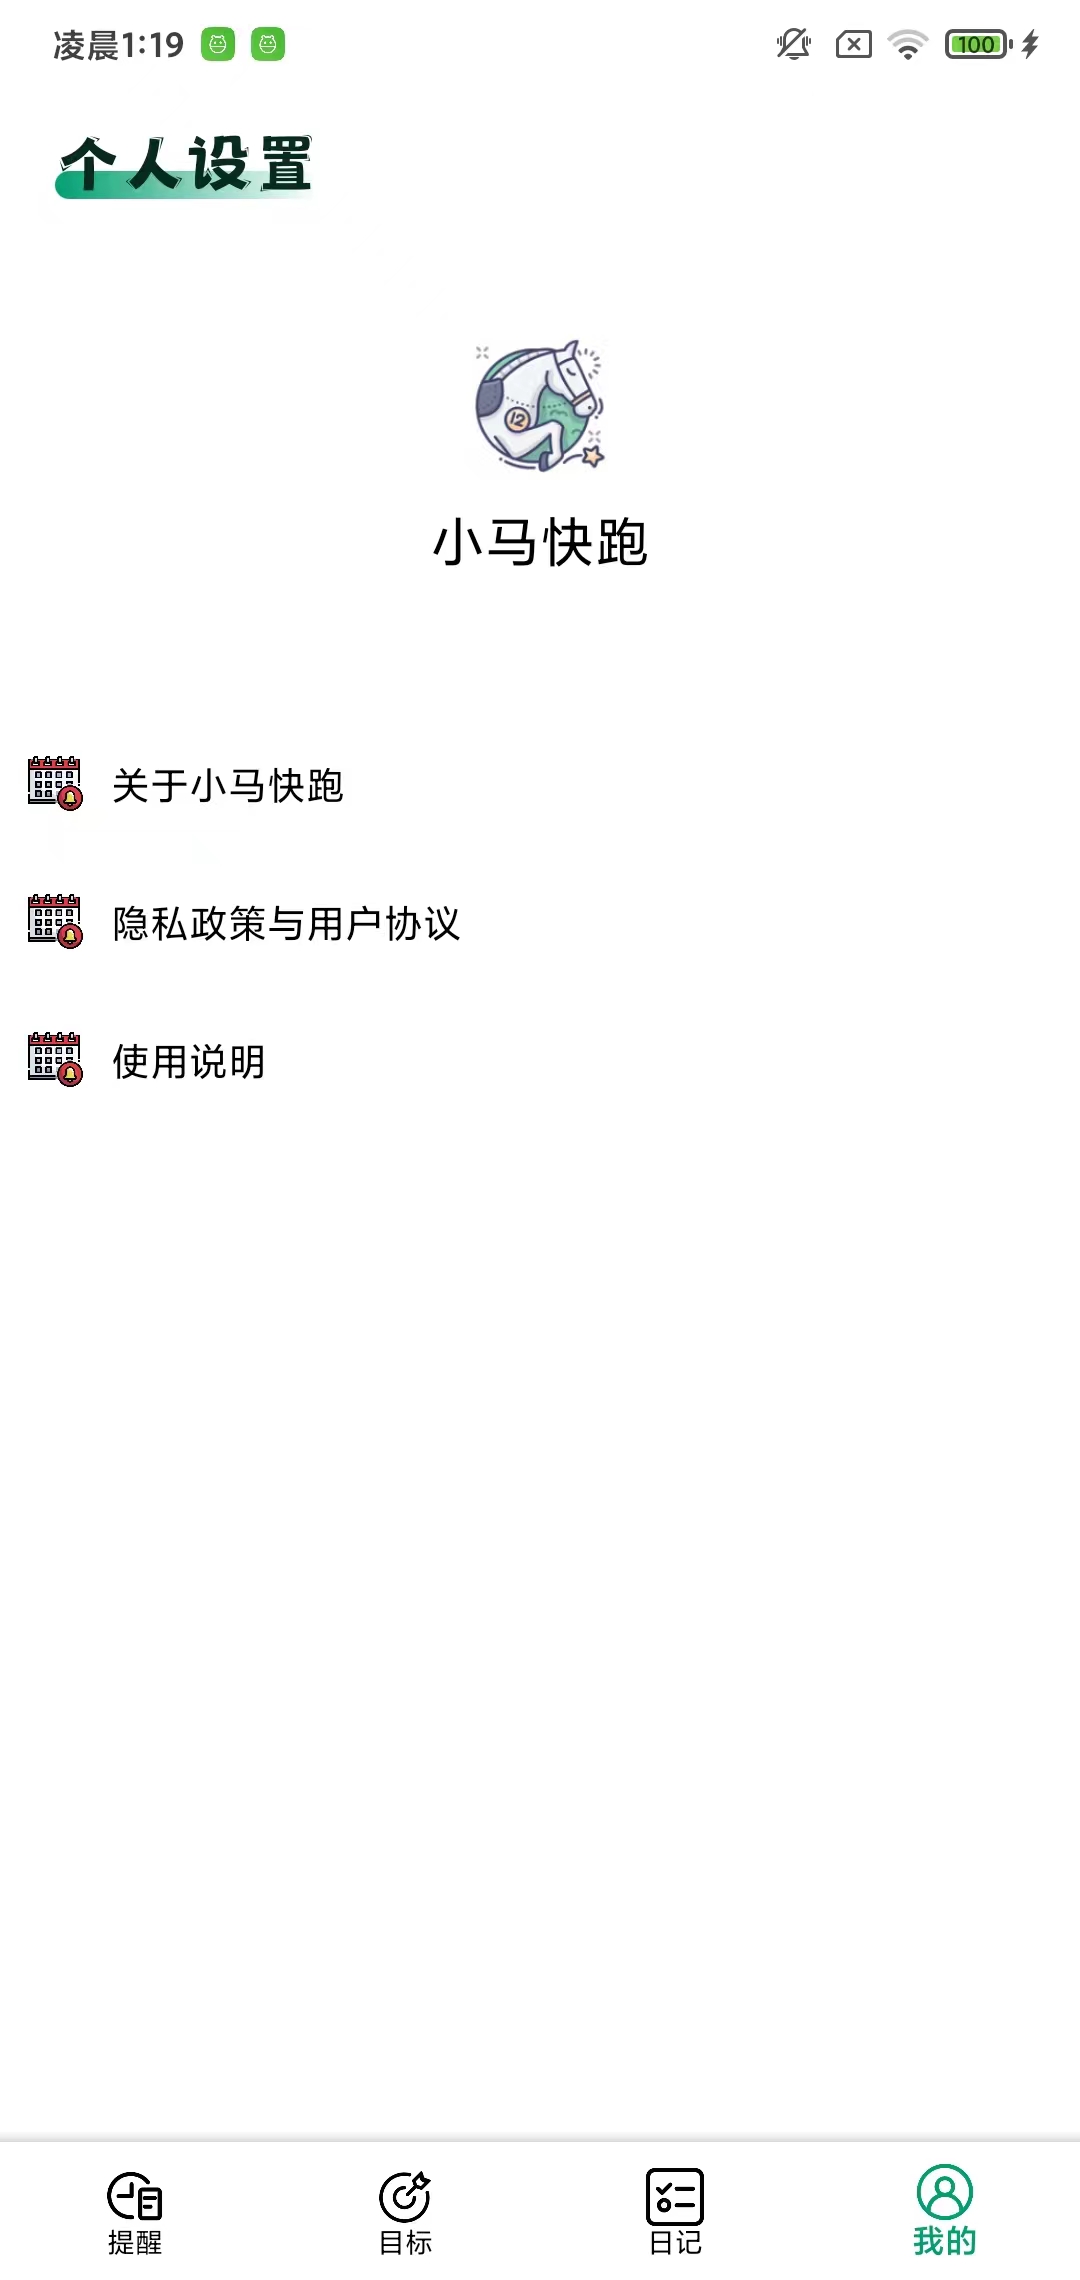 凌晨1:19 100
个人设置
12
小马快跑
关于小马快跑
隐私政策与用户协议
使用说明
提醒 目标 日记 我的